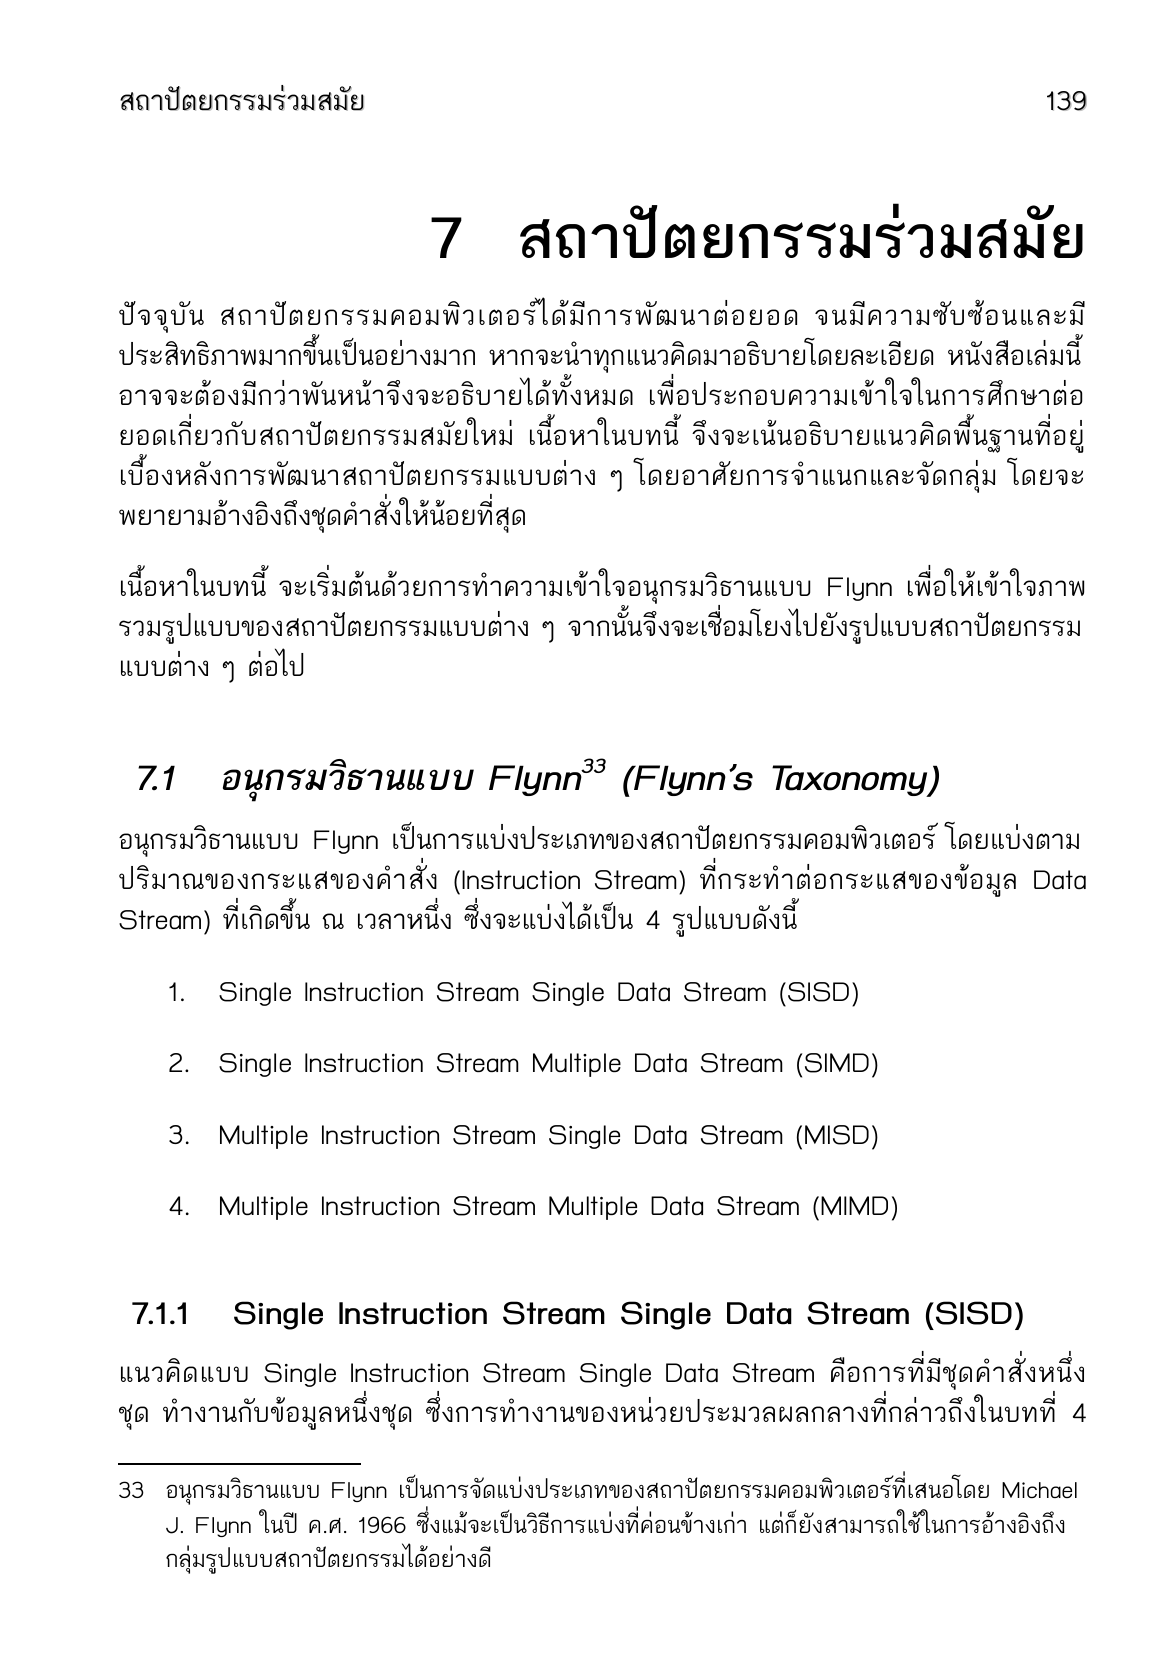 สถาปัตยกรรมร่วมสมัย 139
7 สถาปัตยกรรมร่วมสมัย
ปัจจุบัน สถาปัตยกรรมคอมพิวเตอร์ได้มีการพัฒนาต่อยอด จนมีความซับซ้อนและมี
ประสิทธิภาพมากขึ้นเป็นอย่างมาก หากจะนำทุกแนวคิดมาอธิบายโดยละเอียด หนังสือเล่มนี้
อาจจะต้องมีกว่าพันหน้าจึงจะอธิบายได้ทั้งหมด เพื่อประกอบความเข้าใจในการศึกษาต่อ
ยอดเกี่ยวกับสถาปัตยกรรมสมัยใหม่ เนื้อหาในบทนี้ จึงจะเน้นอธิบายแนวคิดพื้นฐานที่อยู่
เบื้องหลังการพัฒนาสถาปัตยกรรมแบบต่าง ๆ โดยอาศัยการจำแนกและจัดกลุ่ม โดยจะ
พยายามอ้างอิงถึงชุดคำสั่งให้น้อยที่สุด
เนื้อหาในบทนี้ จะเริ่มต้นด้วยการทำความเข้าใจอนุกรมวิธานแบบ Flynn เพื่อให้เข้าใจภาพ
รวมรูปแบบของสถาปัตยกรรมแบบต่าง ๆ จากนั้นจึงจะเชื่อมโยงไปยังรูปแบบสถาปัตยกรรม
แบบต่าง ๆ ต่อไป
7.1 อนุกรมวิธานแบบ Flynn33 (Flynn's Taxonomy)
อนุกรมวิธานแบบ Flynn เป็นการแบ่งประเภทของสถาปัตยกรรมคอมพิวเตอร์ โดยแบ่งตาม
ปริมาณของกระแสของคำสั่ง (Instruction Stream) ที่กระทำต่อกระแสของข้อมูล Data
Stream) ที่เกิดขึ้น ณ เวลาหนึ่ง ซึ่งจะแบ่งได้เป็น 4 รูปแบบดังนี้
1. Single Instruction Stream Single Data Stream (SISD)
2. Single Instruction Stream Multiple Data Stream (SIMD)
3. Multiple Instruction Stream Single Data Stream (MISD)
4. Multiple Instruction Stream Multiple Data Stream (MIMD)
7.1.1 Single Instruction Stream Single Data Stream (SISD)
แนวคิดแบบ Single Instruction Stream Single Data Stream คือการที่มีชุดคำสั่งหนึ่ง
ชุด ทำงานกับข้อมูลหนึ่งชุด ซึ่งการทำงานของหน่วยประมวลผลกลางที่กล่าวถึงในบทที่ 4
33 อนุกรมวิธานแบบ Flynn เป็นการจัดแบ่งประเภทของสถาปัตยกรรมคอมพิวเตอร์ที่เสนอโดย Michael
J. Flynn ในปี ค.ศ. 1966 ซึ่งแม้จะเป็นวิธีการแบ่งที่ค่อนข้างเก่า แต่ก็ยังสามารถใช้ในการอ้างอิงถึง
กลุ่มรูปแบบสถาปัตยกรรมได้อย่างดี